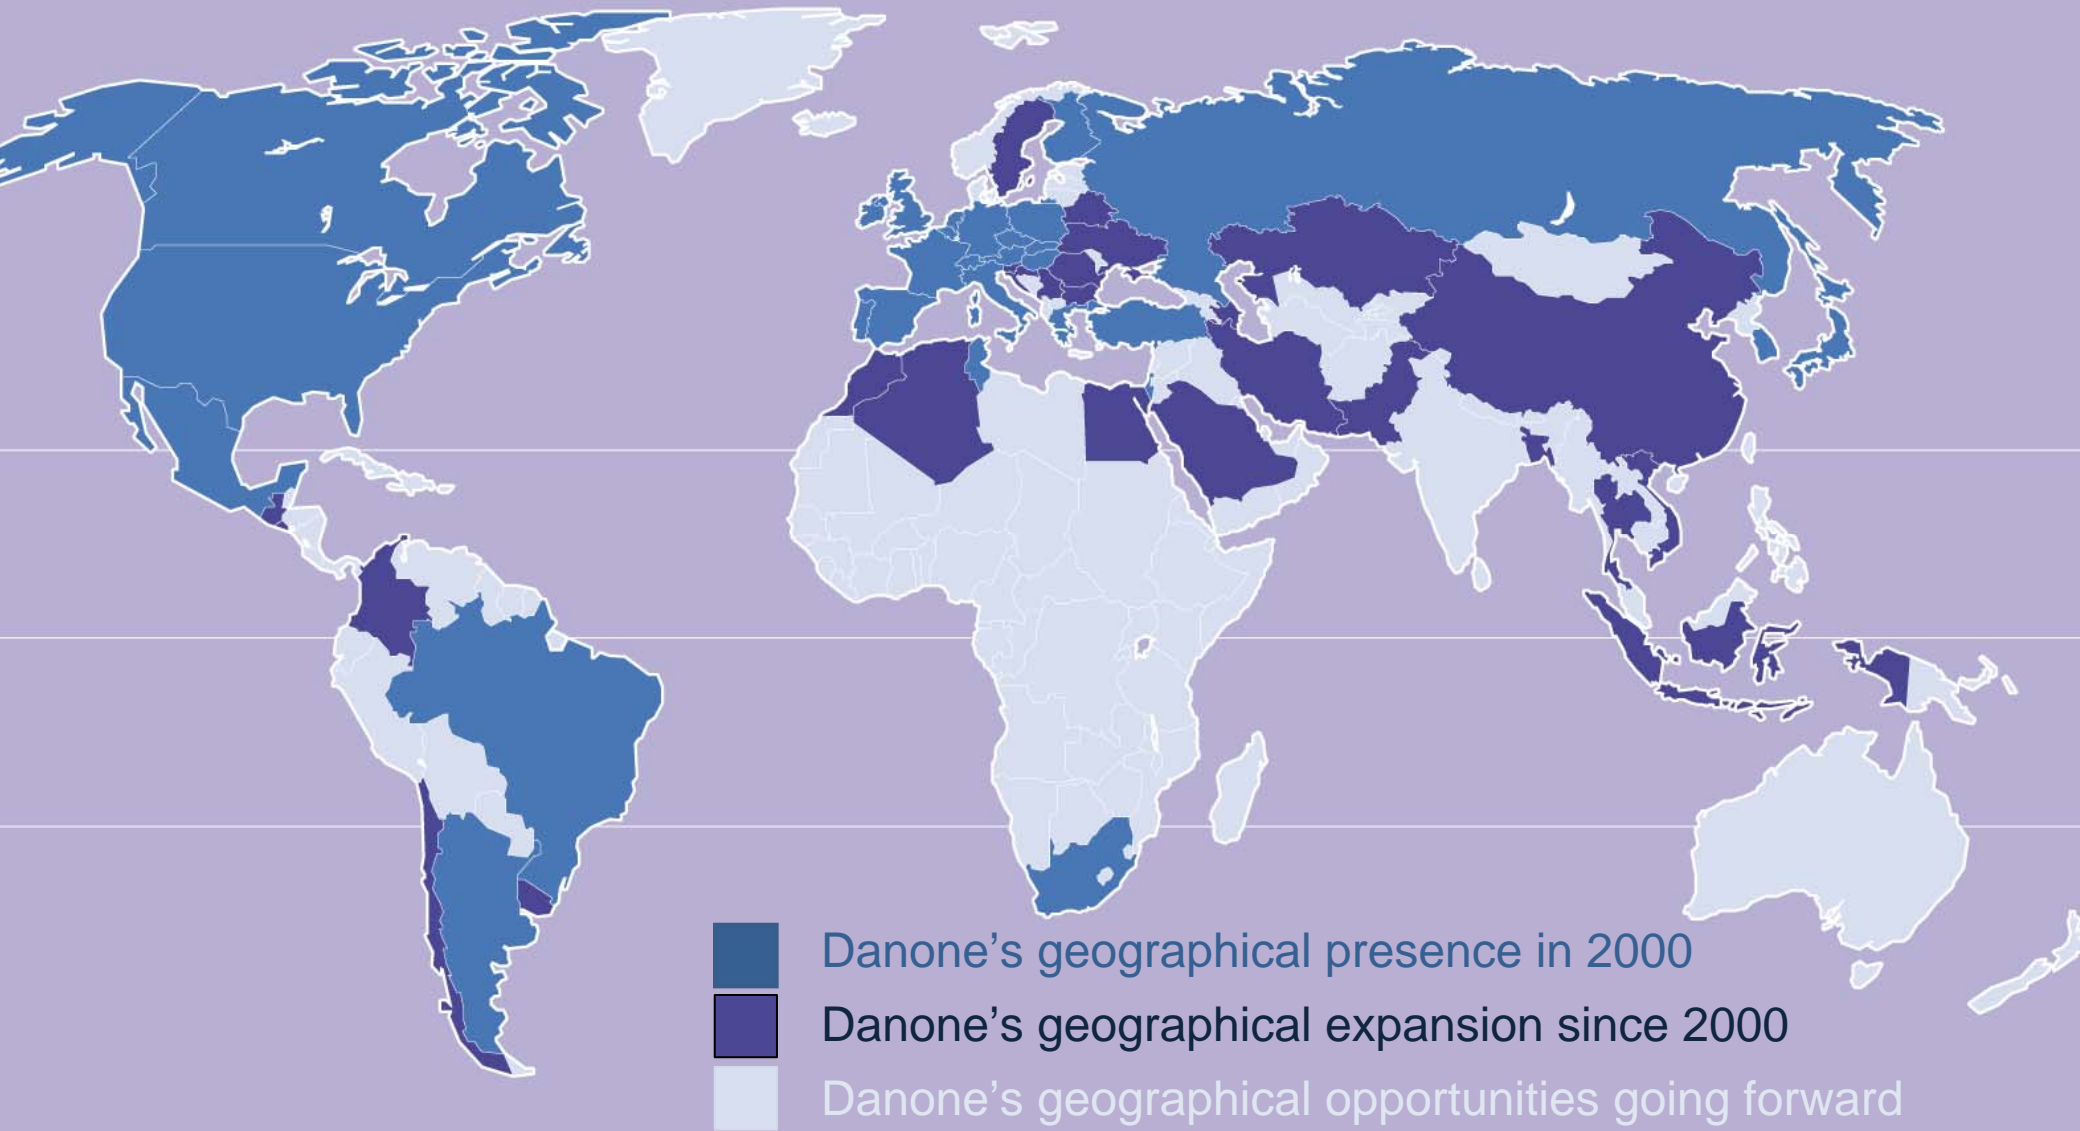 Danone’s geographical presence in 2000
Danone’s geographical expansion since 2000
Danone’s geographical opportunities going forward